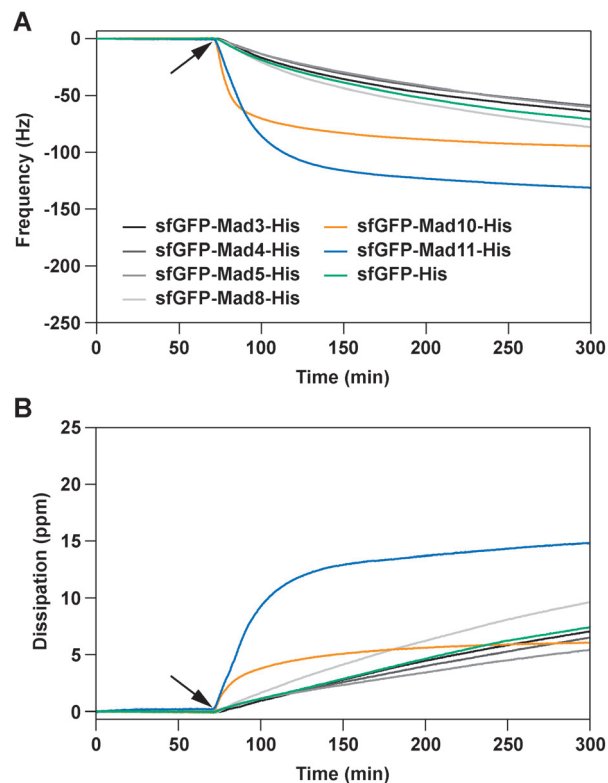 A
0
-50
-100
-150
-200
-250
Frequency (Hz)
sfGFP-Mad3-His
sfGFP-Mad4-His
sfGFP-Mad5-His
sfGFP-Mad8-His
sfGFP-Mad10-His
sfGFP-Mad11-His
sfGFP-His
0 50 100 150 200 250 300
Time (min)
B
25
20
15
10
5
0
Dissipation (ppm)
0 50 100 150 200 250 300
Time (min)